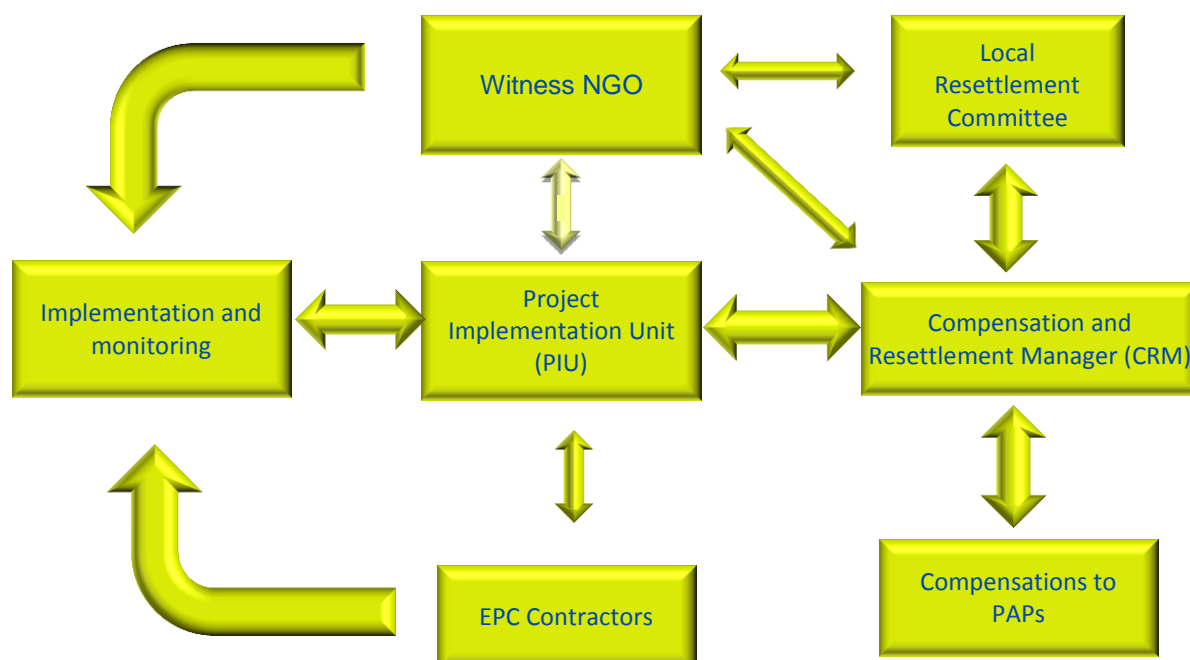 Witness NGO
Local
Resettlement
Committee
Implementation and
monitoring
Project
Implementation Unit
(PIU)
Compensation and
Resettlement Manager (CRM)
EPC Contractors
Compensations to
PAPs